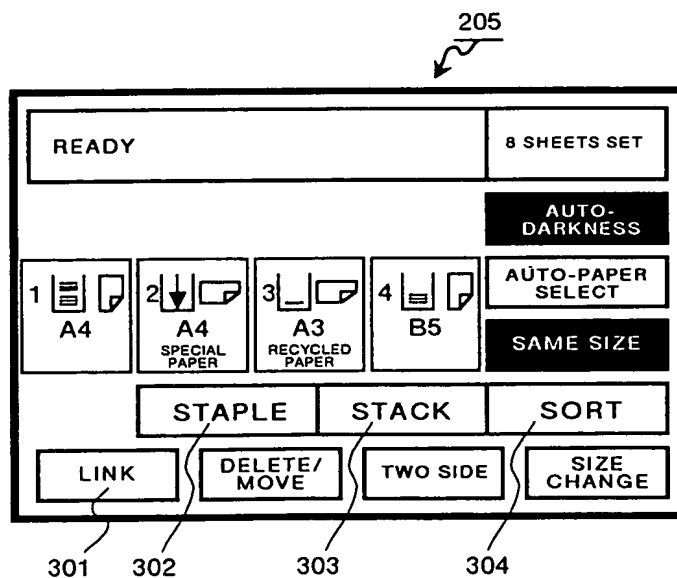 205
READY
8 SHEETS SET
AUTO-
DARKNESS
1
A4
2
A4
SPECIAL
PAPER
3
A3
RECYCLED
PAPER
4
B5
AUTO-PAPER
SELECT
SAME SIZE
STAPLE
STACK
SORT
LINK
DELETE/
MOVE
TWO SIDE
SIZE
CHANGE
301
302
303
304